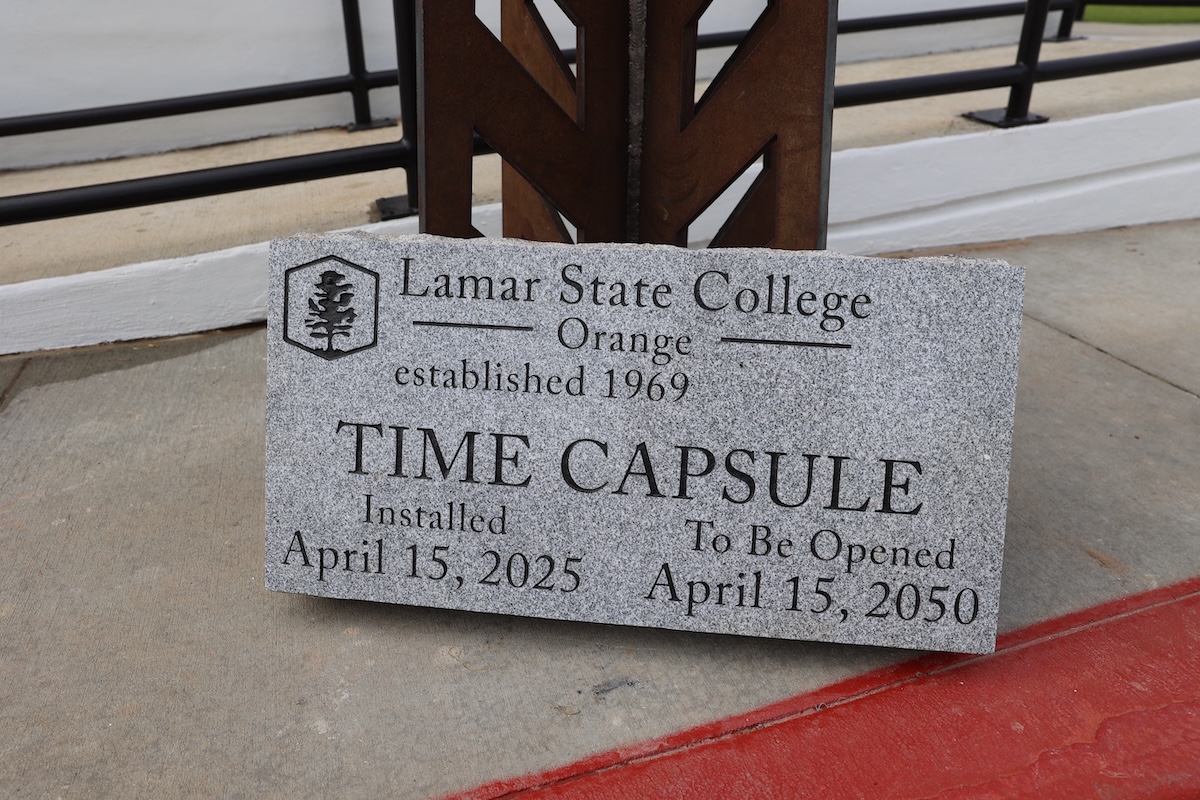 Lamar State College
Orange
established 1969
TIME CAPSULE
Installed
April 15, 2025
To Be Opened
April 15, 2050